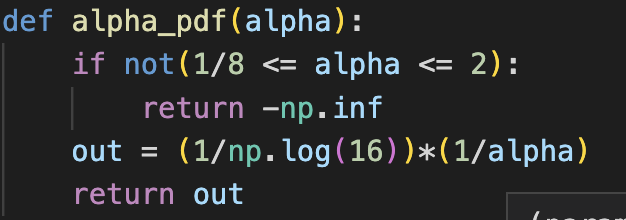 def alpha_pdf(alpha):
    if not(1/8 <= alpha <= 2):
        return -np.inf
    out = (1/np.log(16))*(1/alpha)
    return out